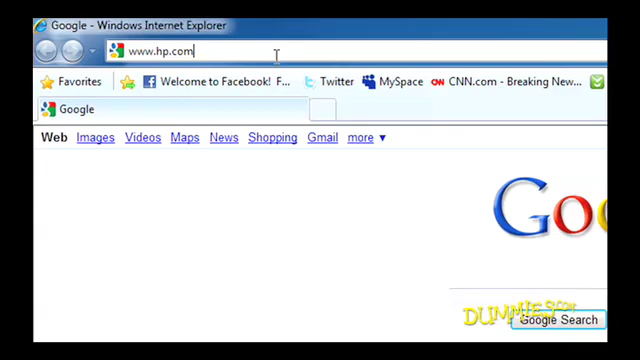 Google - Windows Internet Explorer
www.hp.com
Favorites Welcome to Facebook! F... Twitter MySpace CNN.com - Breaking New...
Google
Web Images Videos Maps News Shopping Gmail more ▼
Goo
DUMMIES.COM
Google Search